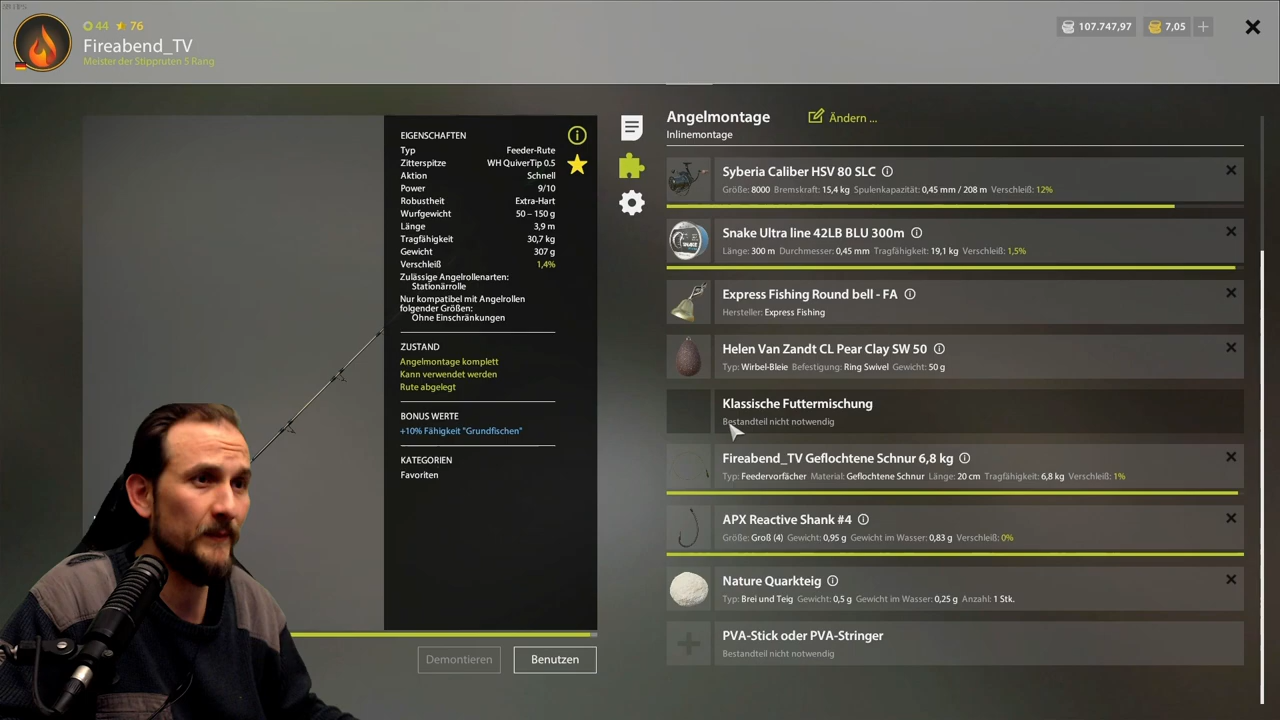 44 76
Fireabend_TV
Meister der Stippruten 5 Rang
107.747,97
7,05
EIGENSCHAFTEN
Typ Feeder-Rute
Zitterspitze WH QuiverTip 0.5
Aktion Schnell
Power 9/10
Robustheit Extra-Hart
Wurfgewicht 50 – 150 g
Länge 3,9 m
Tragfähigkeit 30,7 kg
Gewicht 307 g
Verschleiß 1,4%
Zulässige Angelrollenarten:
Stationärrolle
Nur kompatibel mit Angelrollen
folgender Größen:
Ohne Einschränkungen
ZUSTAND
Angelmontage komplett
Kann verwendet werden
Rute abgelegt
BONUS WERTE
+10% Fähigkeit "Grundfischen"
KATEGORIEN
Favoriten
Demontieren
Benutzen
Angelmontage
Ändern ...
Inlinemontage
Syberia Caliber HSV 80 SLC
Größe: 8000 Bremskraft: 15,4 kg Spulenkapazität: 0,45 mm / 208 m Verschleiß: 12%
Snake Ultra line 42LB BLU 300m
Länge: 300 m Durchmesser: 0,45 mm Tragfähigkeit: 19,1 kg Verschleiß: 1,5%
Express Fishing Round bell - FA
Hersteller: Express Fishing
Helen Van Zandt CL Pear Clay SW 50
Typ: Wirbel-Bleie Befestigung: Ring Swivel Gewicht: 50 g
Klassische Futtermischung
Bestandteil nicht notwendig
Fireabend_TV Geflochtene Schnur 6,8 kg
Typ: Feedervorfächer Material: Geflochtene Schnur Länge: 20 cm Tragfähigkeit: 6,8 kg Verschleiß: 1%
APX Reactive Shank #4
Größe: Groß (4) Gewicht: 0,95 g Gewicht im Wasser: 0,83 g Verschleiß: 0%
Nature Quarkteig
Typ: Brei und Teig Gewicht: 0,5 g Gewicht im Wasser: 0,25 g Anzahl: 1 Stk.
PVA-Stick oder PVA-Stringer
Bestandteil nicht notwendig